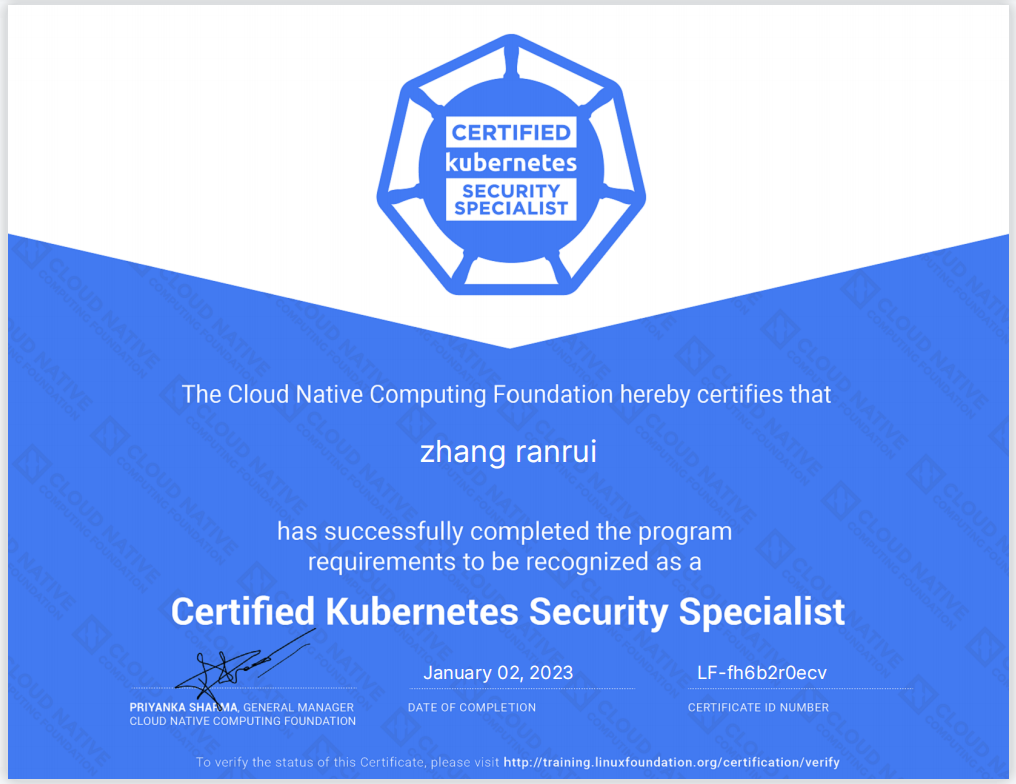 CERTIFIED
kubernetes
SECURITY
SPECIALIST
The Cloud Native Computing Foundation hereby certifies that
zhang ranrui
has successfully completed the program
requirements to be recognized as a
Certified Kubernetes Security Specialist
January 02, 2023
LF-fh6b2r0ecv
PRIYANKA SHARMA, GENERAL MANAGER
CLOUD NATIVE COMPUTING FOUNDATION
DATE OF COMPLETION
CERTIFICATE ID NUMBER
To verify the status of this Certificate, please visit http://training.linuxfoundation.org/certification/verify
CLOUD NATIVE
COMPUTING FOUNDATION